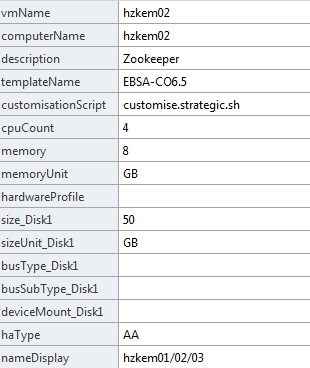 vmName hzkem02
computerName hzkem02
description Zookeeper
templateName EBSA-CO6.5
customisationScript customise.strategic.sh
cpuCount 4
memory 8
memoryUnit GB
hardwareProfile
size_Disk1 50
sizeUnit_Disk1 GB
busType_Disk1
busSubType_Disk1
deviceMount_Disk1
haType AA
nameDisplay hzkem01/02/03